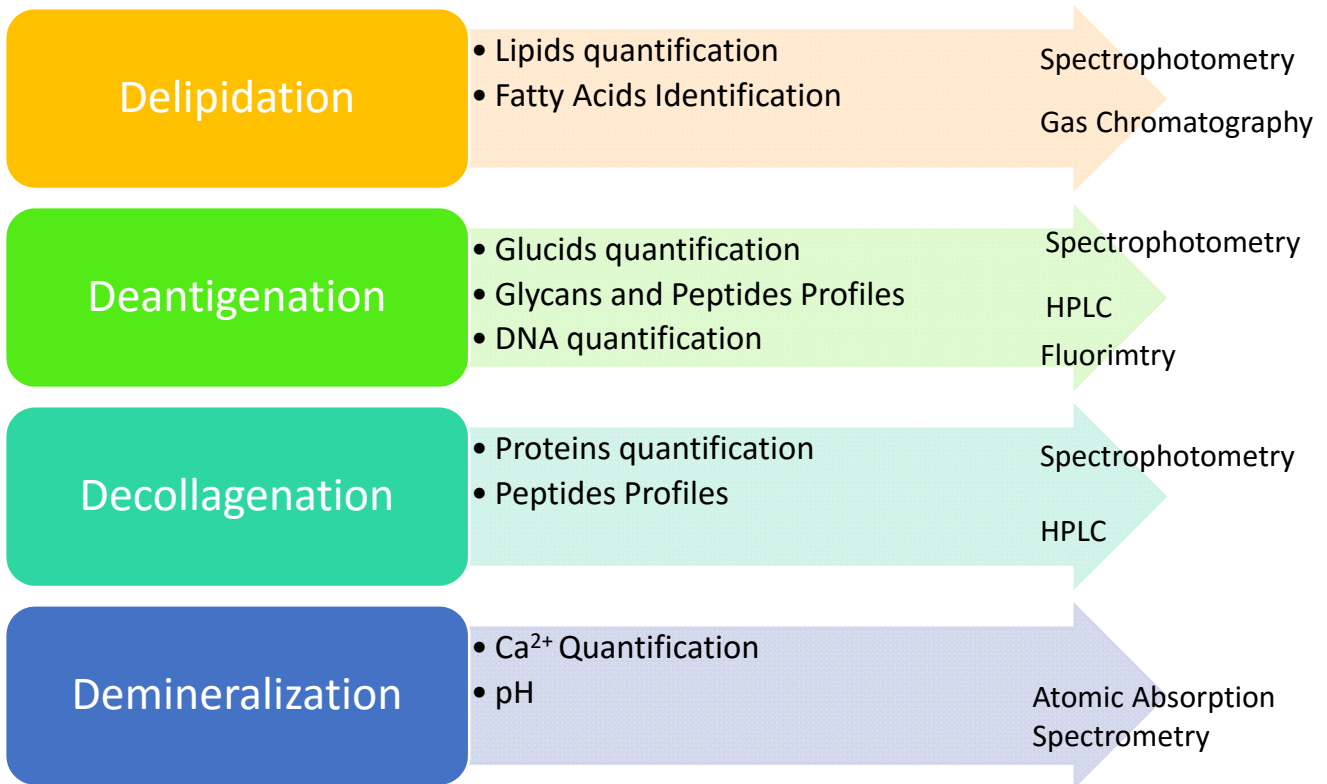 Delipidation
• Lipids quantification
• Fatty Acids Identification
Spectrophotometry
Gas Chromatography
Deantigenation
• Glucids quantification
• Glycans and Peptides Profiles
• DNA quantification
Spectrophotometry
HPLC
Fluorimtry
Decollagenation
• Proteins quantification
• Peptides Profiles
Spectrophotometry
HPLC
Demineralization
• Ca²⁺ Quantification
• pH
Atomic Absorption
Spectrometry